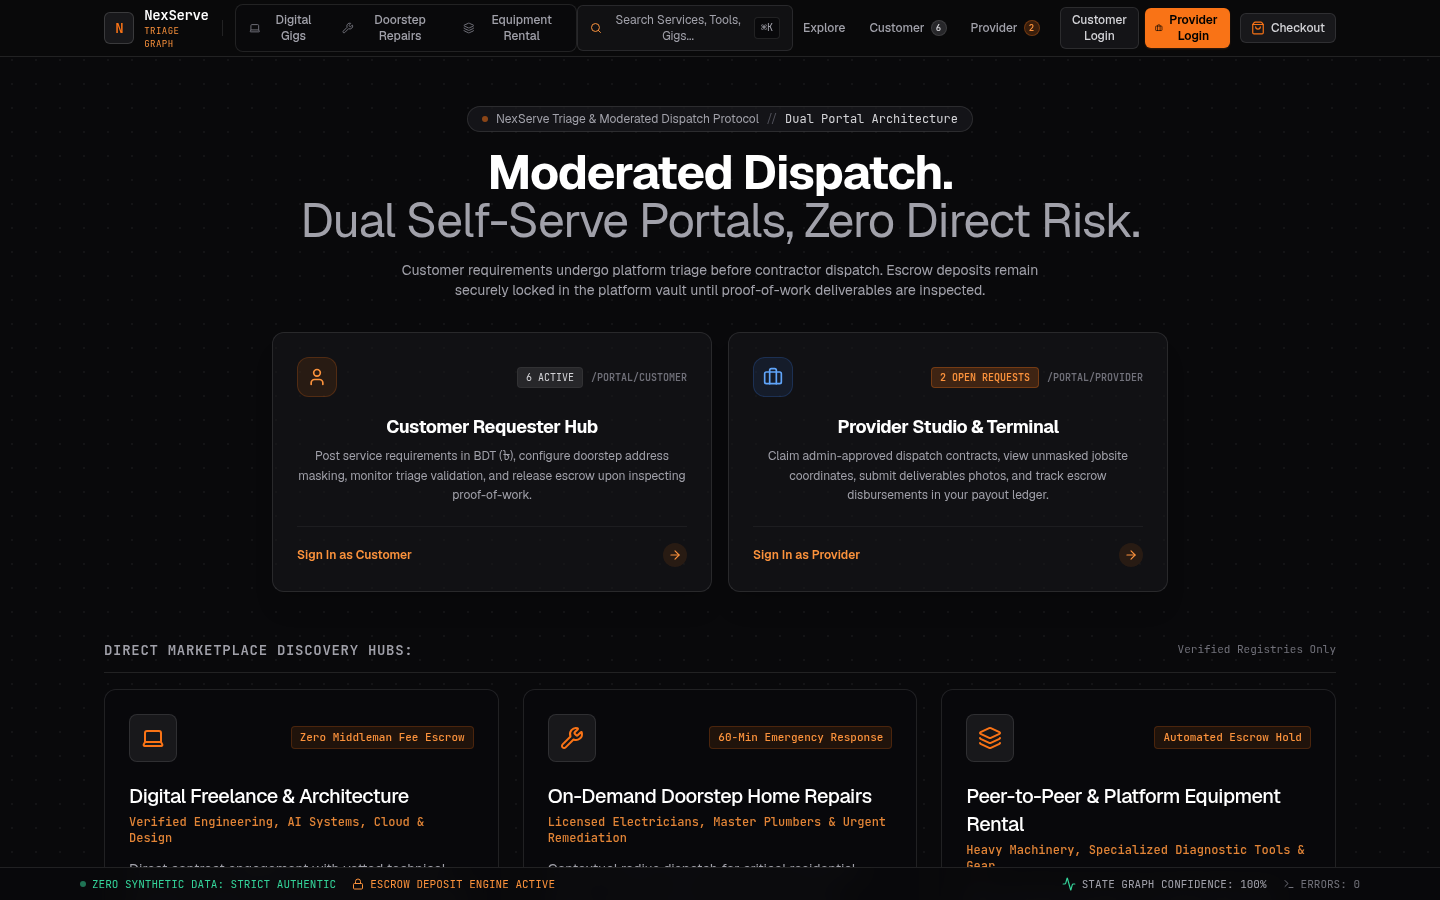 N
NexServe
TRIAGE
GRAPH
Digital
Gigs
Doorstep
Repairs
Equipment
Rental
Search Services, Tools,
Gigs...
⌘K
Explore
Customer 6
Provider 2
Customer
Login
Provider
Login
Checkout
NexServe Triage & Moderated Dispatch Protocol // Dual Portal Architecture
Moderated Dispatch.
Dual Self-Serve Portals, Zero Direct Risk.
Customer requirements undergo platform triage before contractor dispatch. Escrow deposits remain
securely locked in the platform vault until proof-of-work deliverables are inspected.
6 ACTIVE /PORTAL/CUSTOMER
Customer Requester Hub
Post service requirements in BDT (৳), configure doorstep address
masking, monitor triage validation, and release escrow upon inspecting
proof-of-work.
Sign In as Customer
2 OPEN REQUESTS /PORTAL/PROVIDER
Provider Studio & Terminal
Claim admin-approved dispatch contracts, view unmasked jobsite
coordinates, submit deliverables photos, and track escrow
disbursements in your payout ledger.
Sign In as Provider
DIRECT MARKETPLACE DISCOVERY HUBS:
Verified Registries Only
Zero Middleman Fee Escrow
Digital Freelance & Architecture
Verified Engineering, AI Systems, Cloud &
Design
60-Min Emergency Response
On-Demand Doorstep Home Repairs
Licensed Electricians, Master Plumbers & Urgent
Remediation
Automated Escrow Hold
Peer-to-Peer & Platform Equipment
Rental
Heavy Machinery, Specialized Diagnostic Tools &
ZERO SYNTHETIC DATA: STRICT AUTHENTIC
ESCROW DEPOSIT ENGINE ACTIVE
STATE GRAPH CONFIDENCE: 100%
ERRORS: 0